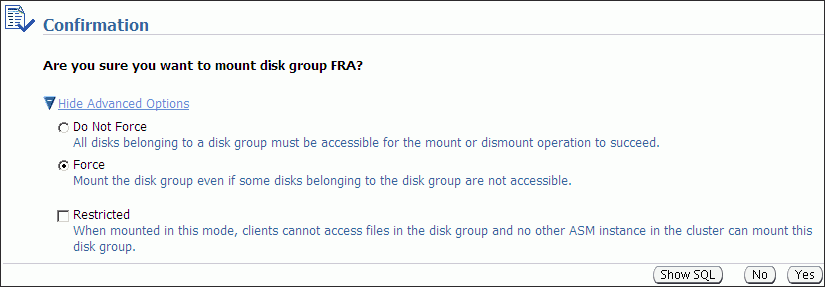 Confirmation
Are you sure you want to mount disk group FRA?
Hide Advanced Options
Do Not Force
All disks belonging to a disk group must be accessible for the mount or dismount operation to succeed.
Force
Mount the disk group even if some disks belonging to the disk group are not accessible.
Restricted
When mounted in this mode, clients cannot access files in the disk group and no other ASM instance in the cluster can mount this
disk group.
Show SQL No Yes